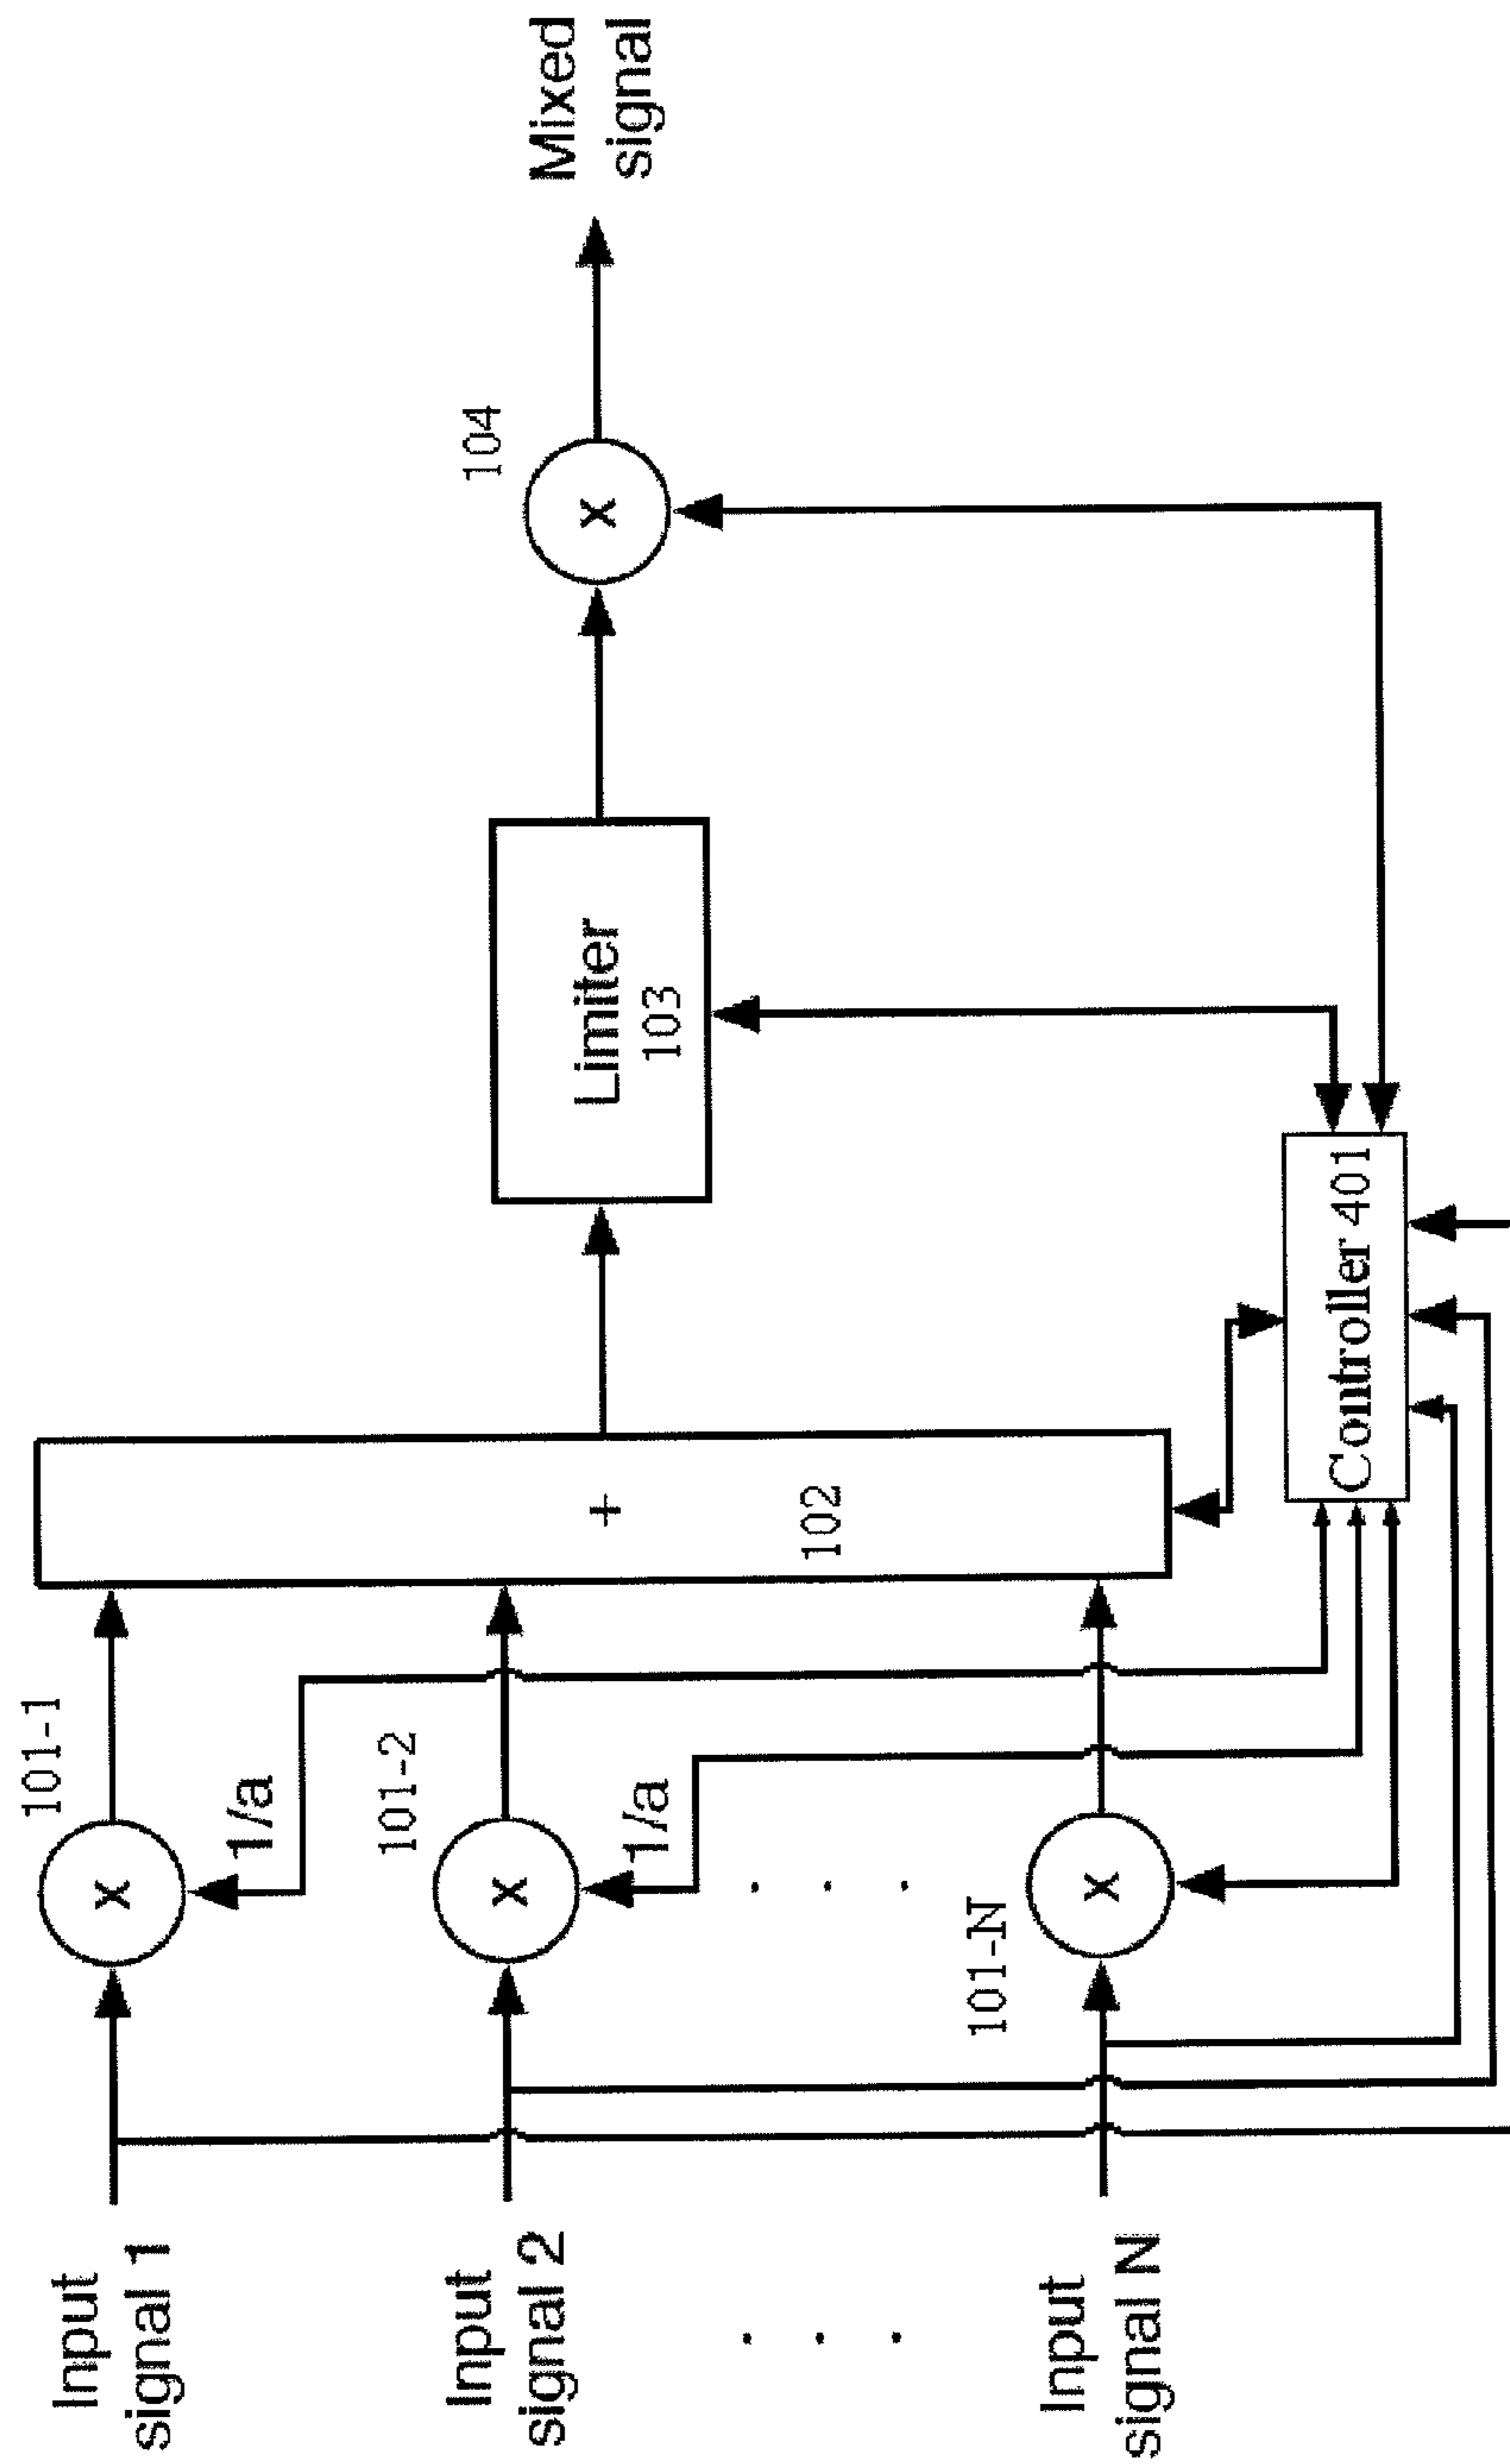 Input
signal 1
Input
signal 2
. . .
Input
signal N
101-1
x
1/a
101-2
x
1/a
. . .
101-N
x
+
102
Limiter
103
Controller 401
104
x
Mixed
signal